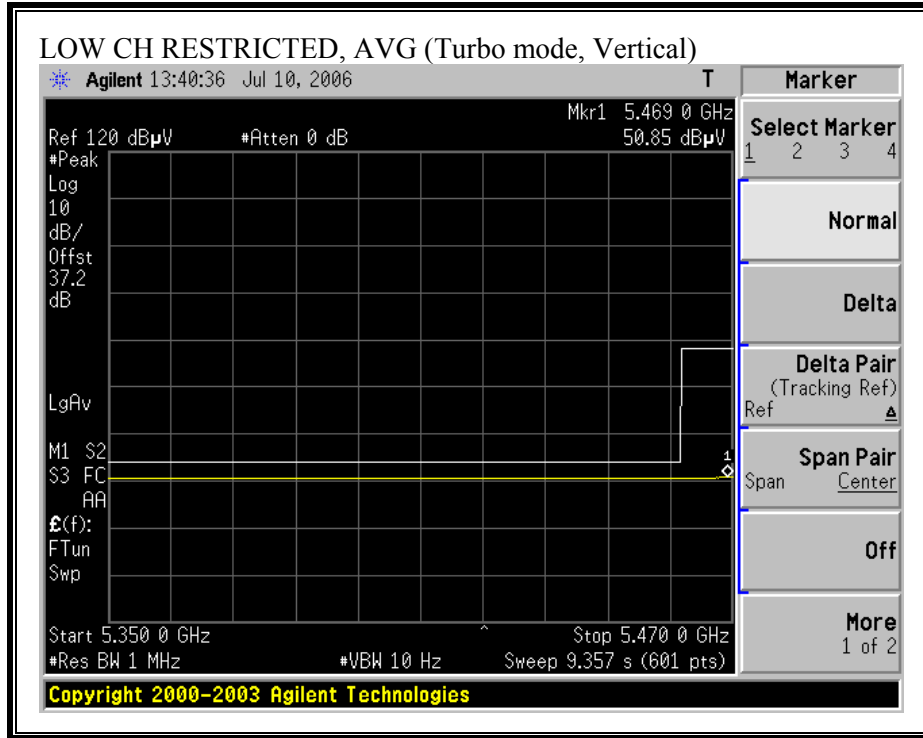 LOW CH RESTRICTED, AVG (Turbo mode, Vertical)
Agilent 13:40:36 Jul 10, 2006 T
Mkr1 5.469 0 GHz
Ref 120 dBµV #Atten 0 dB 50.85 dBµV
#Peak
Log
10
dB/
Offst
37.2
dB
LgAv
M1 S2
S3 FC
AA
£(f):
FTun
Swp
1
Start 5.350 0 GHz ^ Stop 5.470 0 GHz
#Res BW 1 MHz #VBW 10 Hz Sweep 9.357 s (601 pts)
Copyright 2000-2003 Agilent Technologies
Marker
Select Marker
1 2 3 4
Normal
Delta
Delta Pair
(Tracking Ref)
Ref Δ
Span Pair
Span Center
Off
More
1 of 2